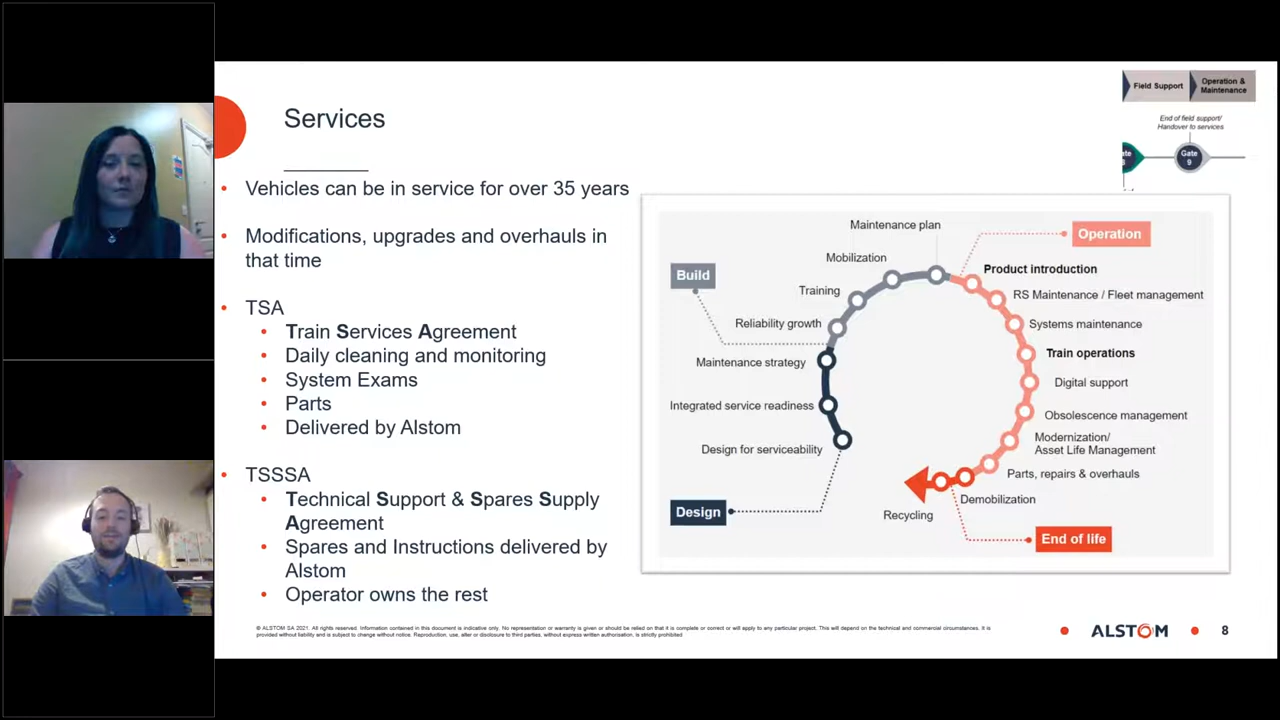 Services
Field Support
Operation &
Maintenance
End of field support/
Handover to services
Gate
9
• Vehicles can be in service for over 35 years
• Modifications, upgrades and overhauls in
that time
• TSA
• Train Services Agreement
• Daily cleaning and monitoring
• System Exams
• Parts
• Delivered by Alstom
• TSSSA
• Technical Support & Spares Supply
Agreement
• Spares and Instructions delivered by
Alstom
• Operator owns the rest
Maintenance plan
Operation
Mobilization
Build
Product introduction
Training
RS Maintenance / Fleet management
Reliability growth
Systems maintenance
Maintenance strategy
Train operations
Digital support
Integrated service readiness
Obsolescence management
Design for serviceability
Modernization/
Asset Life Management
Parts, repairs & overhauls
Demobilization
Design
Recycling
End of life
© ALSTOM SA 2021. All rights reserved. Information contained in this document is indicative only. No representation or warranty is given or should be relied on that it is complete or correct or will apply to any particular project. This will depend on the technical and commercial circumstances. It is
provided without liability and is subject to change without notice. Reproduction, use, alter or disclosure to third parties, without express written authorisation, is strictly prohibited
ALSTOM
8